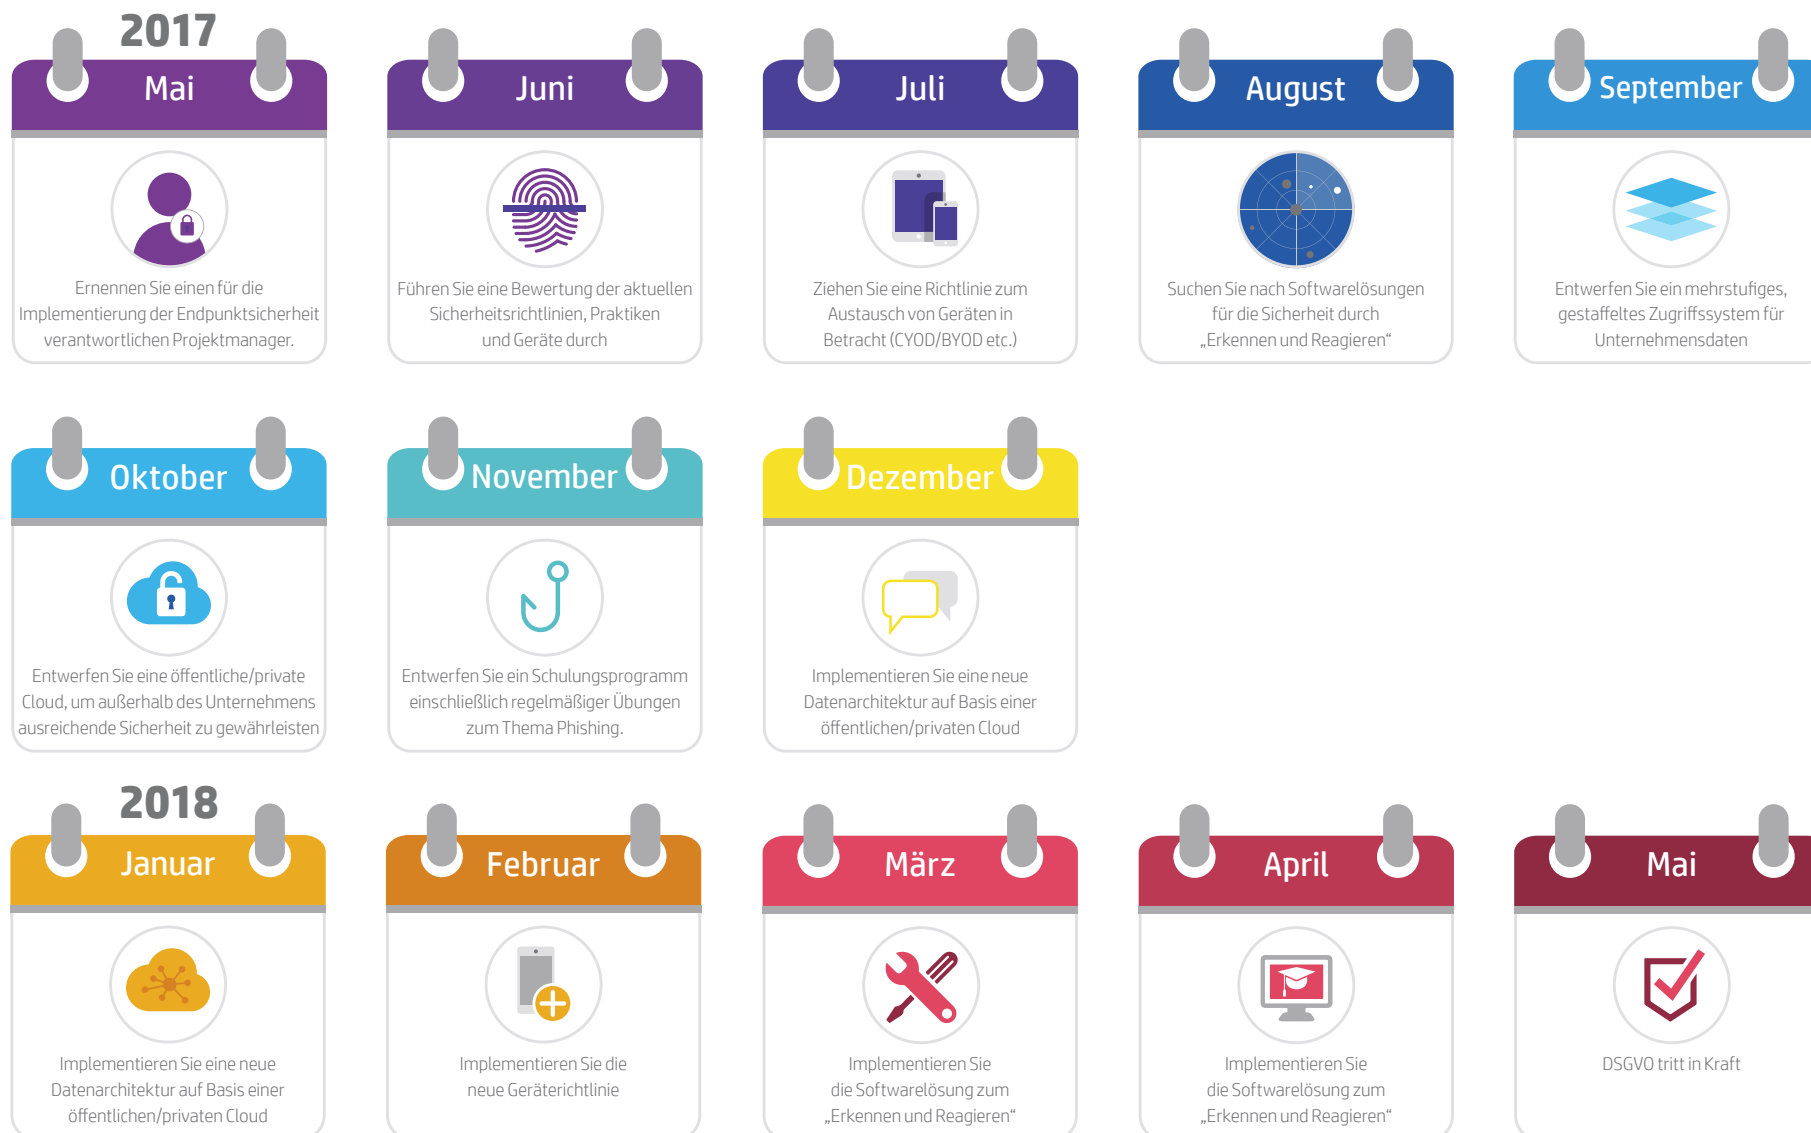 2017
Mai
Ernennen Sie einen für die
Implementierung der Endpunktsicherheit
verantwortlichen Projektmanager.
Juni
Führen Sie eine Bewertung der aktuellen
Sicherheitsrichtlinien, Praktiken
und Geräte durch
Juli
Ziehen Sie eine Richtlinie zum
Austausch von Geräten in
Betracht (CYOD/BYOD etc.)
August
Suchen Sie nach Softwarelösungen
für die Sicherheit durch
„Erkennen und Reagieren“
September
Entwerfen Sie ein mehrstufiges,
gestaffeltes Zugriffssystem für
Unternehmensdaten
Oktober
Entwerfen Sie eine öffentliche/private
Cloud, um außerhalb des Unternehmens
ausreichende Sicherheit zu gewährleisten
November
Entwerfen Sie ein Schulungsprogramm
einschließlich regelmäßiger Übungen
zum Thema Phishing.
Dezember
Implementieren Sie eine neue
Datenarchitektur auf Basis einer
öffentlichen/privaten Cloud
2018
Januar
Implementieren Sie eine neue
Datenarchitektur auf Basis einer
öffentlichen/privaten Cloud
Februar
Implementieren Sie die
neue Geräterichtlinie
März
Implementieren Sie
die Softwarelösung zum
„Erkennen und Reagieren“
April
Implementieren Sie
die Softwarelösung zum
„Erkennen und Reagieren“
Mai
DSGVO tritt in Kraft